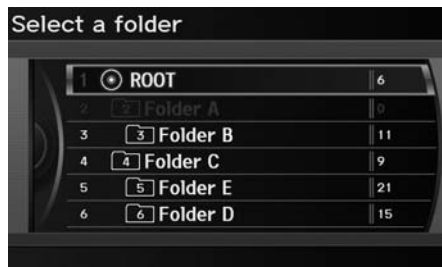 Select a folder
1 ROOT 6
2 2 Folder A 0
3 3 Folder B 11
4 4 Folder C 9
5 5 Folder E 21
6 6 Folder D 15